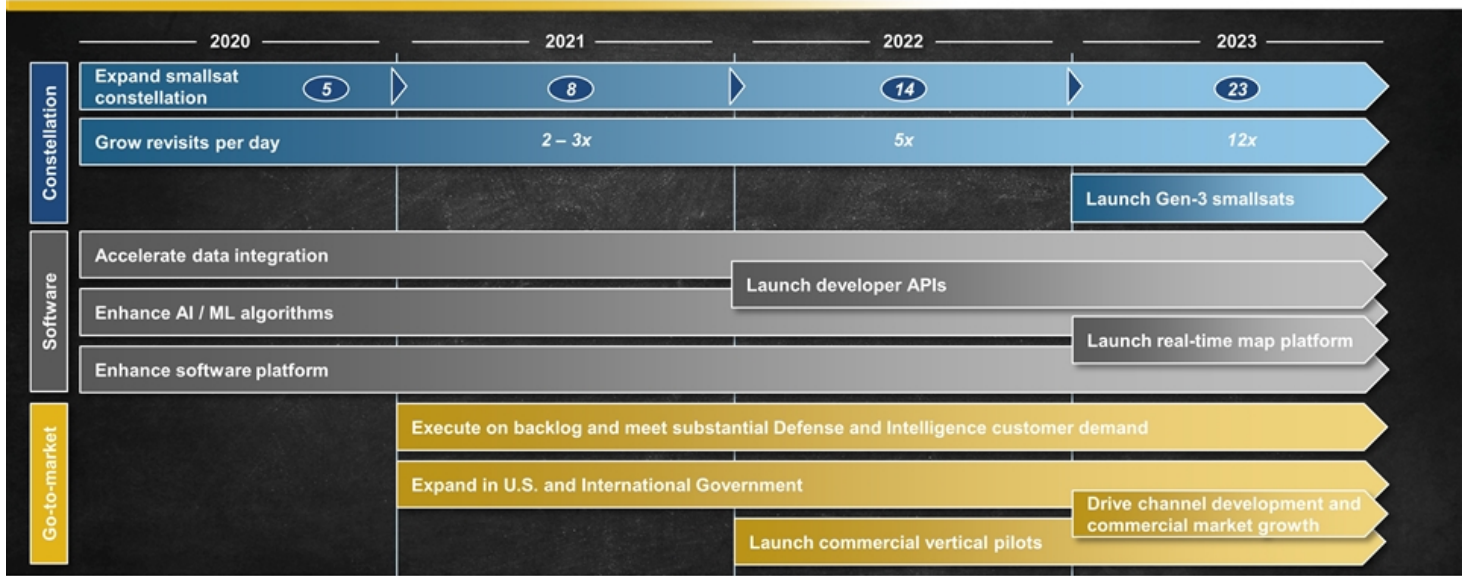 2020 2021 2022 2023
Constellation
Expand smallsat
constellation
5 8 14 23
Grow revisits per day 2 – 3x 5x 12x
Launch Gen-3 smallsats
Software
Accelerate data integration
Launch developer APIs
Enhance AI / ML algorithms
Launch real-time map platform
Enhance software platform
Go-to-market
Execute on backlog and meet substantial Defense and Intelligence customer demand
Expand in U.S. and International Government
Drive channel development and
commercial market growth
Launch commercial vertical pilots